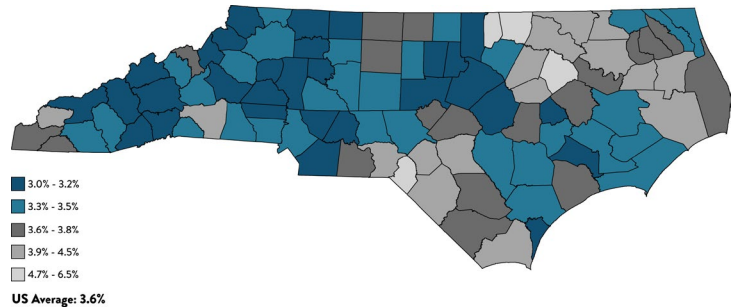 3.0% - 3.2%
3.3% - 3.5%
3.6% - 3.8%
3.9% - 4.5%
4.7% - 6.5%
US Average: 3.6%